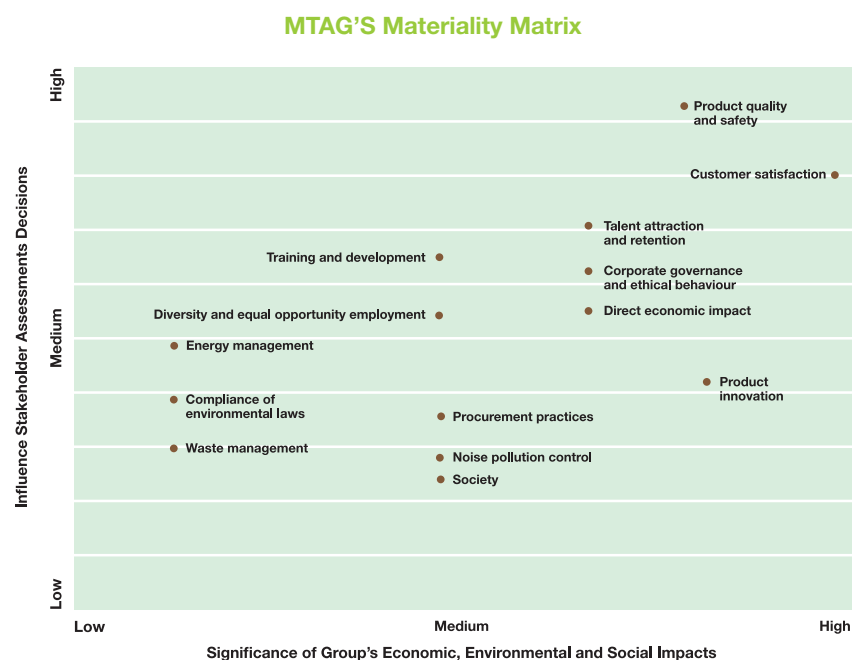 MTAG'S Materiality Matrix
Influence Stakeholder Assessments Decisions
High
Medium
Low
Product quality
and safety
Customer satisfaction
Talent attraction
and retention
Training and development
Corporate governance
and ethical behaviour
Diversity and equal opportunity employment
Direct economic impact
Energy management
Product
innovation
Compliance of
environmental laws
Procurement practices
Waste management
Noise pollution control
Society
Low
Medium
High
Significance of Group's Economic, Environmental and Social Impacts